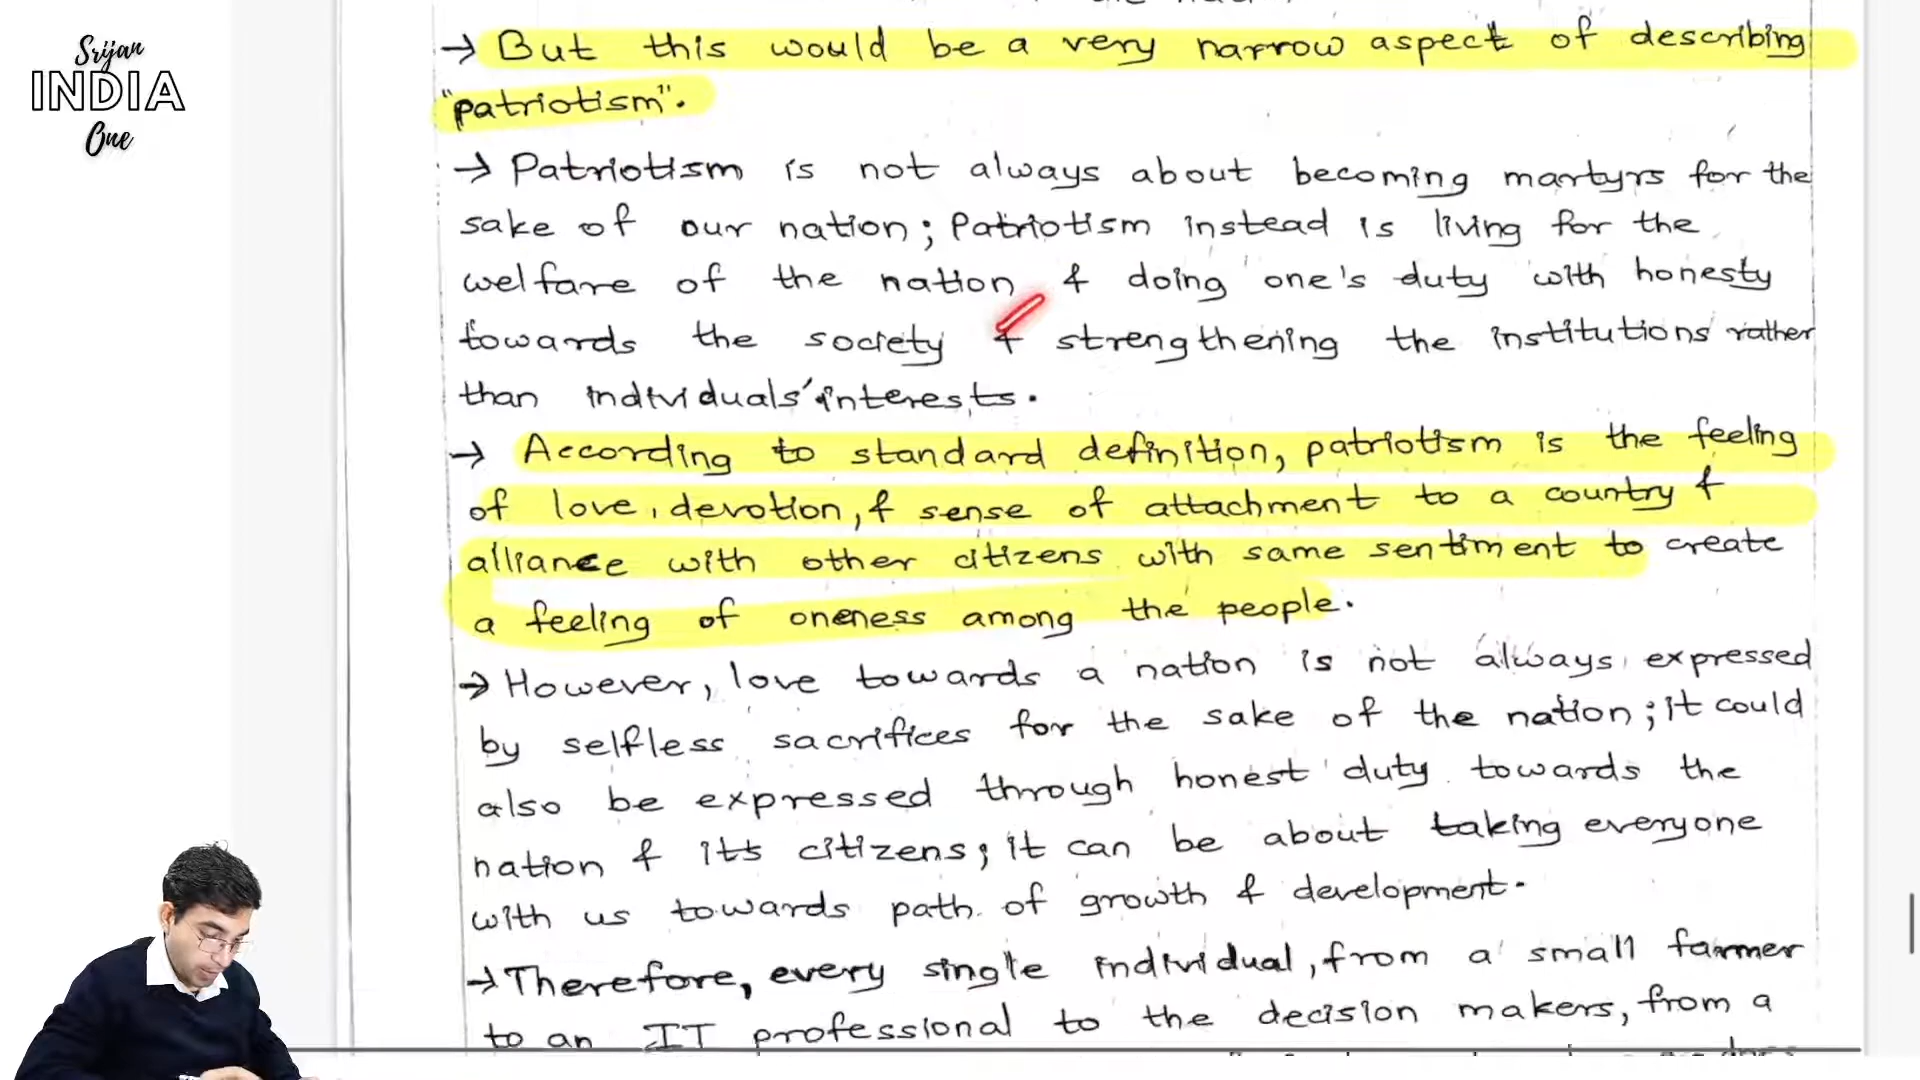 Srijan
INDIA
One
→ But this would be a very narrow aspect of describing
"patriotism".
→ Patriotism is not always about becoming martyrs for the
sake of our nation; Patriotism instead is living for the
welfare of the nation & doing one's duty with honesty
towards the society & strengthening the institutions rather
than individuals' interests.
→ According to standard definition, patriotism is the feeling
of love, devotion, & sense of attachment to a country &
alliance with other citizens with same sentiment to create
a feeling of oneness among the people.
→ However, love towards a nation is not always expressed
by selfless sacrifices for the sake of the nation; it could
also be expressed through honest duty towards the
nation & its citizens; it can be about taking everyone
with us towards path of growth & development.
→ Therefore, every single individual, from a small farmer
to an IT professional to the decision makers, from a